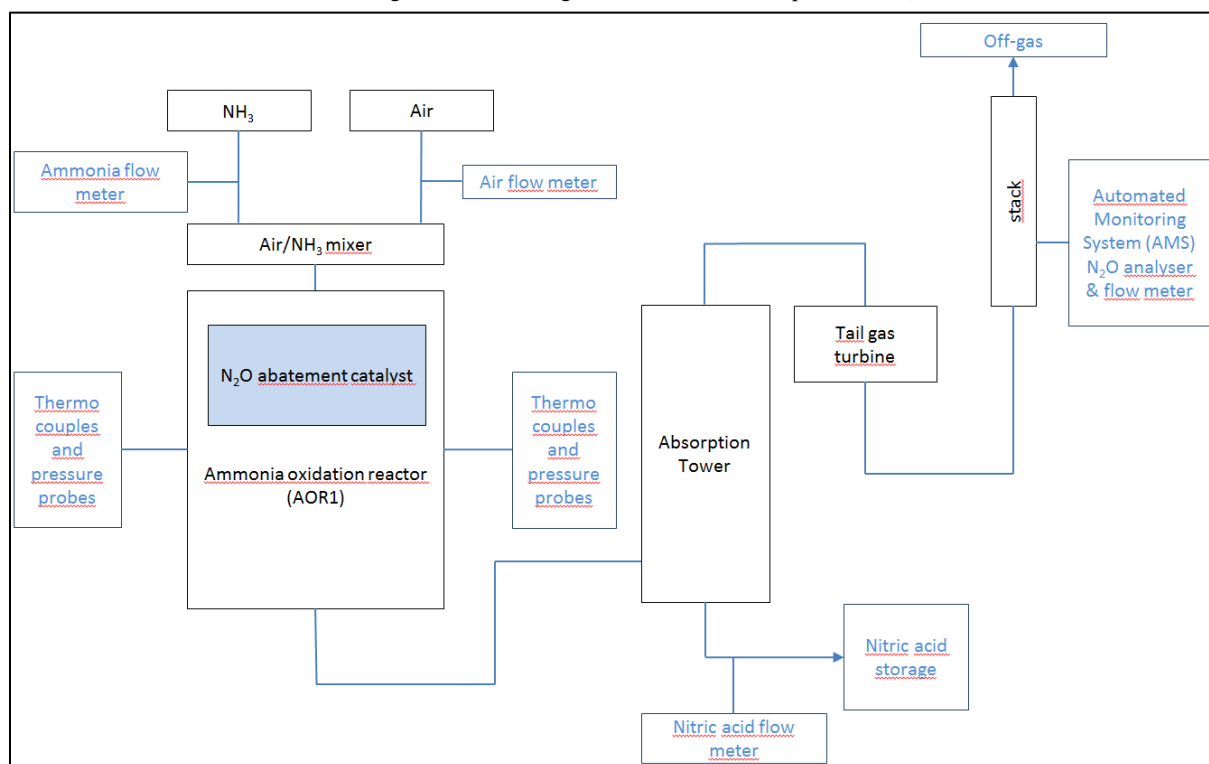 Off-gas
NH₃
Air
Ammonia flow
meter
Air flow meter
Air/NH₃ mixer
stack
Automated
Monitoring
System (AMS)
N₂O analyser
& flow meter
N₂O abatement catalyst
Tail gas
turbine
Thermo
couples
and
pressure
probes
Ammonia oxidation reactor
(AOR1)
Thermo
couples
and
pressure
probes
Absorption
Tower
Nitric acid
storage
Nitric acid flow
meter